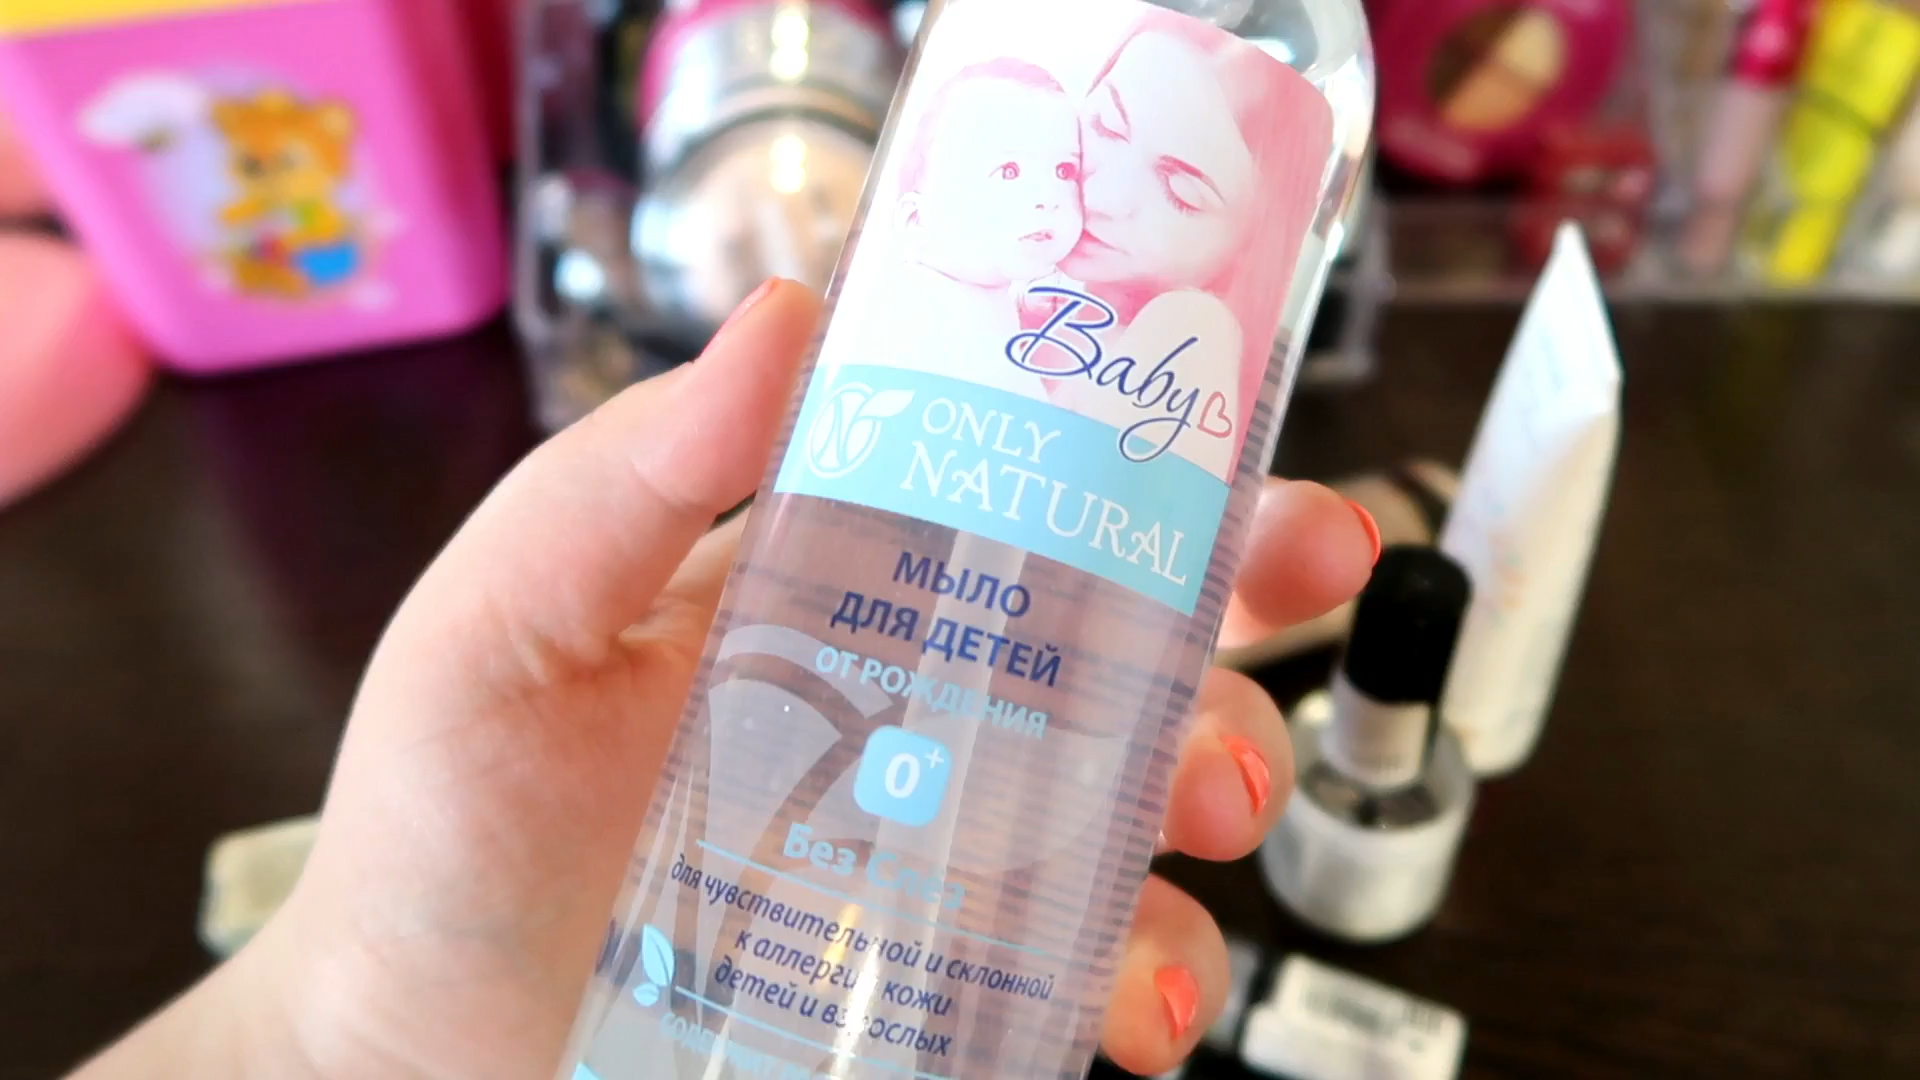 Baby
ONLY
NATURAL
МЫЛО
ДЛЯ ДЕТЕЙ
ОТ РОЖДЕНИЯ
0+
Без Слёз
для чувствительной и склонной
к аллергии кожи
детей и взрослых